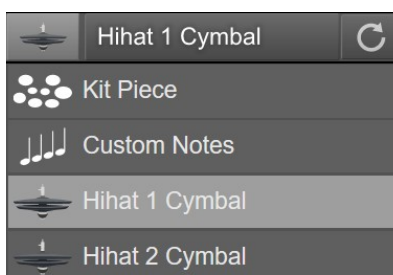 Hihat 1 Cymbal
Kit Piece
Custom Notes
Hihat 1 Cymbal
Hihat 2 Cymbal